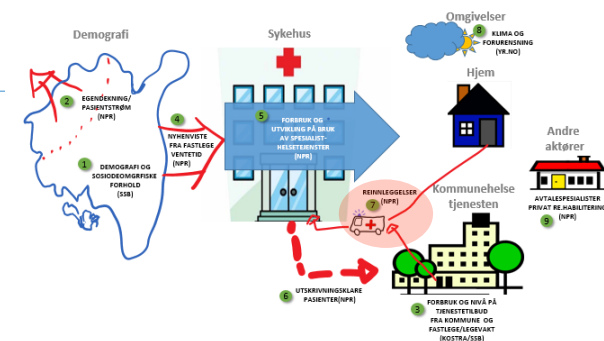 Demografi
Sykehus
Omgivelser
8
KLIMA OG
FORURENSNING
(YR.NO)
Hjem
2
EGENDEKNING/
PASIENTSTRØM
(NPR)
4
NYHENVISTE
FRA FASTLEGE
VENTETID
(NPR)
5
FORBRUK OG
UTVIKLING PÅ BRUK
AV SPESIALIST-
HELSETEJENSTER
(NPR)
Andre
aktører
1
DEMOGRAFI OG
SOSIODEOMGRFISKE
FORHOLD
(SSB)
REINNLEGGELSER
7
(NPR)
Kommunehelse
tjenesten
AVTALESPESIALISTER
PRIVAT RE.HABILITERING
9
(NPR)
6
UTSKRIVNINGSKLARE
PASIENTER(NPR)
3
FORBRUK OG NIVÅ PÅ
TJENESTETILBUD
FRA KOMMUNE OG
FASTLEGE/LEGEVAKT
(KOSTRA/SSB)